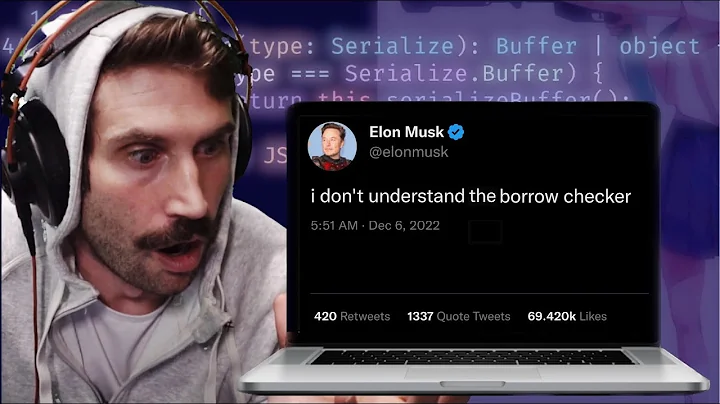 (type: Serialize): Buffer | object
ype === Serialize.Buffer) {
return this.serializeBuffer();
JS
Elon Musk
@elonmusk
i don't understand the borrow checker
5:51 AM · Dec 6, 2022
420 Retweets 1337 Quote Tweets 69.420k Likes